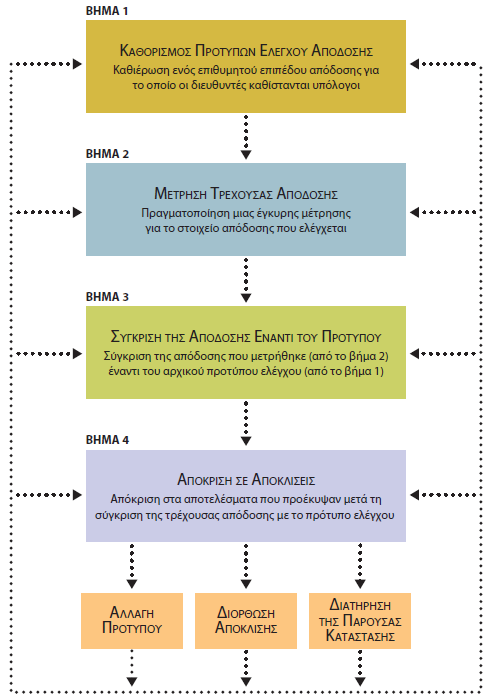 ΒΗΜΑ 1
ΚΑΘΟΡΙΣΜΟΣ ΠΡΟΤΥΠΩΝ ΕΛΕΓΧΟΥ ΑΠΟΔΟΣΗΣ
Καθιέρωση ενός επιθυμητού επιπέδου απόδοσης για
το οποίο οι διευθυντές καθίστανται υπόλογοι
ΒΗΜΑ 2
ΜΕΤΡΗΣΗ ΤΡΕΧΟΥΣΑΣ ΑΠΟΔΟΣΗΣ
Πραγματοποίηση μιας έγκυρης μέτρησης
για το στοιχείο απόδοσης που ελέγχεται
ΒΗΜΑ 3
ΣΥΓΚΡΙΣΗ ΤΗΣ ΑΠΟΔΟΣΗΣ ΕΝΑΝΤΙ ΤΟΥ ΠΡΟΤΥΠΟΥ
Σύγκριση της απόδοσης που μετρήθηκε (από το βήμα 2)
έναντι του αρχικού προτύπου ελέγχου (από το βήμα 1)
ΒΗΜΑ 4
ΑΠΟΚΡΙΣΗ ΣΕ ΑΠΟΚΛΙΣΕΙΣ
Απόκριση στα αποτελέσματα που προέκυψαν μετά τη
σύγκριση της τρέχουσας απόδοσης με το πρότυπο ελέγχου
ΑΛΛΑΓΗ
ΠΡΟΤΥΠΟΥ
ΔΙΟΡΘΩΣΗ
ΑΠΟΚΛΙΣΗΣ
ΔΙΑΤΗΡΗΣΗ
ΤΗΣ ΠΑΡΟΥΣΑΣ
ΚΑΤΑΣΤΑΣΗΣ